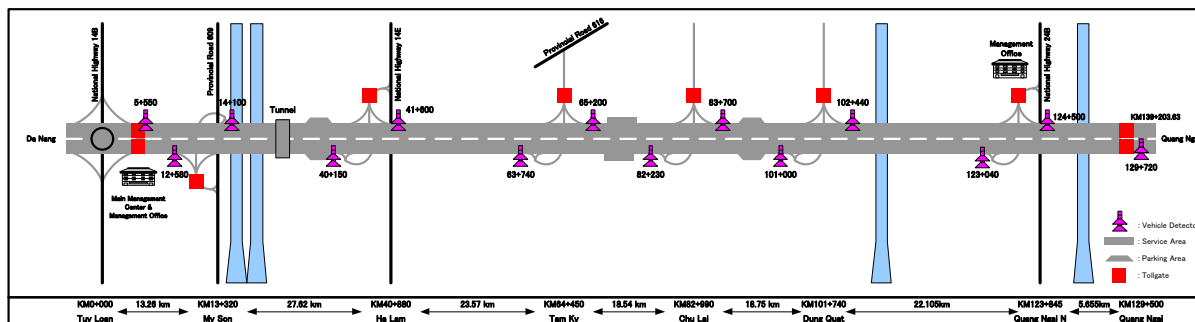 National Highway 14B
Provincial Road 609
National Highway 14E
Provincial Road 616
National Highway 24B
Management
Office
5+550
14+100
Tunnel
41+600
65+200
83+700
102+440
124+500
KM139+203.63
Da Nang
Quang Ng
12+580
40+150
63+740
82+230
101+000
123+040
129+720
Main Management
Center &
Management Office
: Vehicle Detecto
: Service Area
: Parking Area
: Tollgate
KM0+000 13.26 km KM13+320 27.62 km KM40+880 23.57 km KM64+450 18.54 km KM82+990 18.75 km KM101+740 22.105km KM123+845 5.655km KM129+500
Tuy Loan My Son Ha Lam Tam Ky Chu Lai Dung Quat Quang Ngai N Quang Ngai